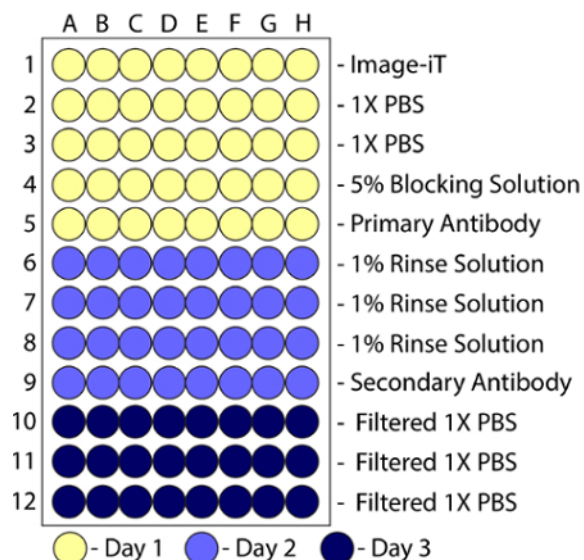 A B C D E F G H
1 - Image-iT
2 - 1X PBS
3 - 1X PBS
4 - 5% Blocking Solution
5 - Primary Antibody
6 - 1% Rinse Solution
7 - 1% Rinse Solution
8 - 1% Rinse Solution
9 - Secondary Antibody
10 - Filtered 1X PBS
11 - Filtered 1X PBS
12 - Filtered 1X PBS
- Day 1 - Day 2 - Day 3